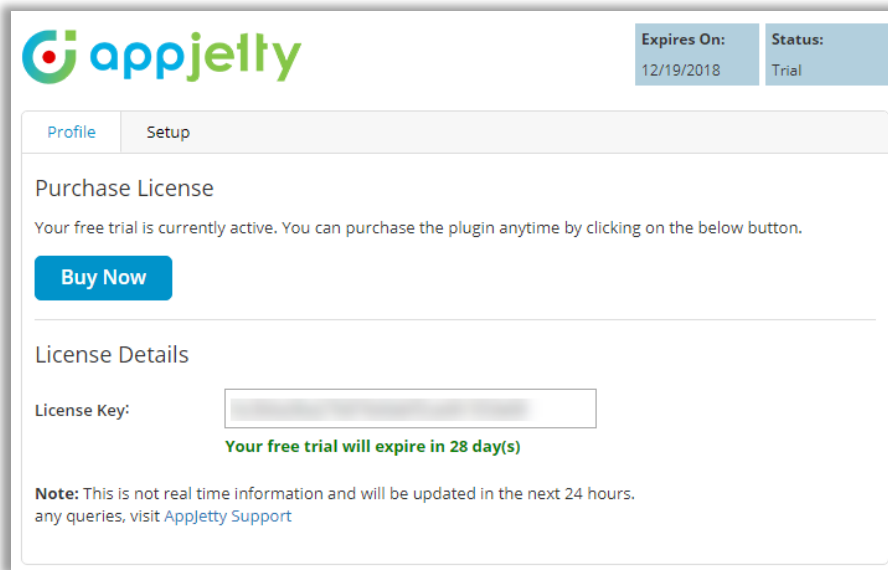 appjetty
Expires On:
12/19/2018
Status:
Trial
Profile
Setup
Purchase License
Your free trial is currently active. You can purchase the plugin anytime by clicking on the below button.
Buy Now
License Details
License Key:
Your free trial will expire in 28 day(s)
Note: This is not real time information and will be updated in the next 24 hours.
any queries, visit AppJetty Support